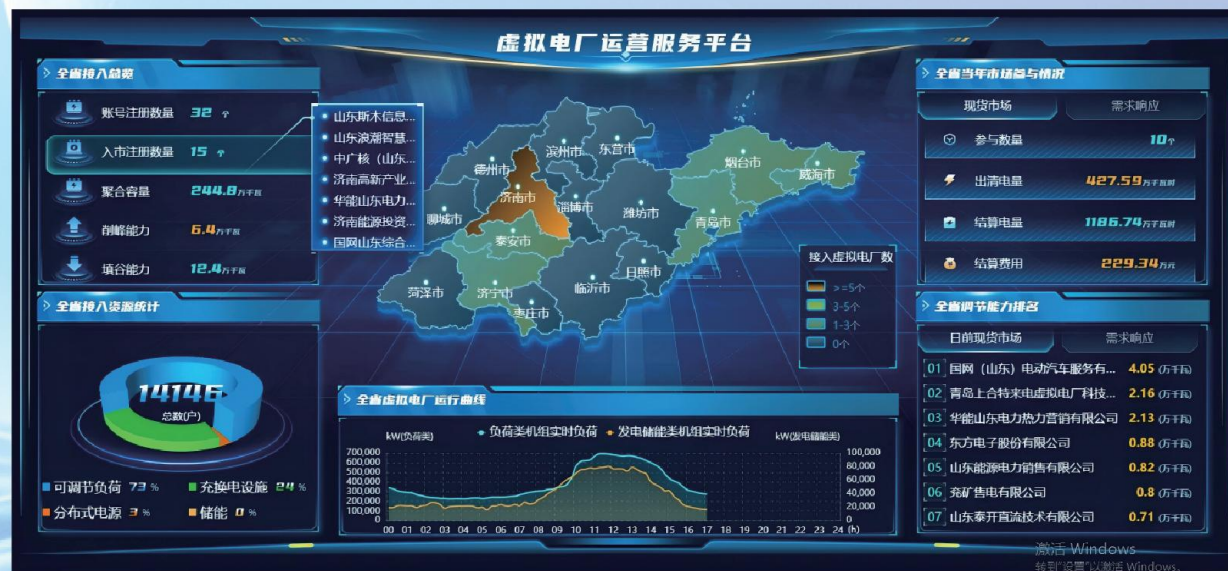 虚拟电厂运营服务平台
全省接入总览
账号注册数量 32 个
入市注册数量 15 个
聚合容量 244.8万千瓦
削峰能力 6.4万千瓦
填谷能力 12.4万千瓦
山东斯木信息...
山东浪潮智慧...
中广核（山东...
济南高新产业...
华能山东电力...
济南能源投资...
国网山东综合...
全省接入资源统计
14146
总数(户)
可调节负荷 73 %
充换电设施 24 %
分布式电源 3 %
储能 0 %
滨州市
东营市
德州市
烟台市
威海市
济南市
淄博市
潍坊市
聊城市
青岛市
泰安市
日照市
菏泽市
济宁市
临沂市
枣庄市
接入虚拟电厂数
>=5个
3-5个
1-3个
0个
全省虚拟电厂运行曲线
kW(负荷类)
负荷类机组实时负荷
发电储能类机组实时负荷
kW(发电储能类)
700,000
600,000
500,000
400,000
300,000
200,000
100,000
0
100,000
80,000
60,000
40,000
20,000
0
00 01 02 03 04 05 06 07 08 09 10 11 12 13 14 15 16 17 18 19 20 21 22 23 24 (h)
全省当年市场参与情况
现货市场 需求响应
参与数量 10个
出清电量 427.59万千瓦时
结算电量 1186.74万千瓦时
结算费用 229.34万元
全省调节能力排名
日前现货市场 需求响应
01 国网（山东）电动汽车服务有... 4.05 (万千瓦)
02 青岛上合特来电虚拟电厂科技... 2.16 (万千瓦)
03 华能山东电力热力营销有限公司 2.13 (万千瓦)
04 东方电子股份有限公司 0.88 (万千瓦)
05 山东能源电力销售有限公司 0.82 (万千瓦)
06 兖矿售电有限公司 0.8 (万千瓦)
07 山东泰开直流技术有限公司 0.71 (万千瓦)
激活 Windows
转到"设置"以激活 Windows。